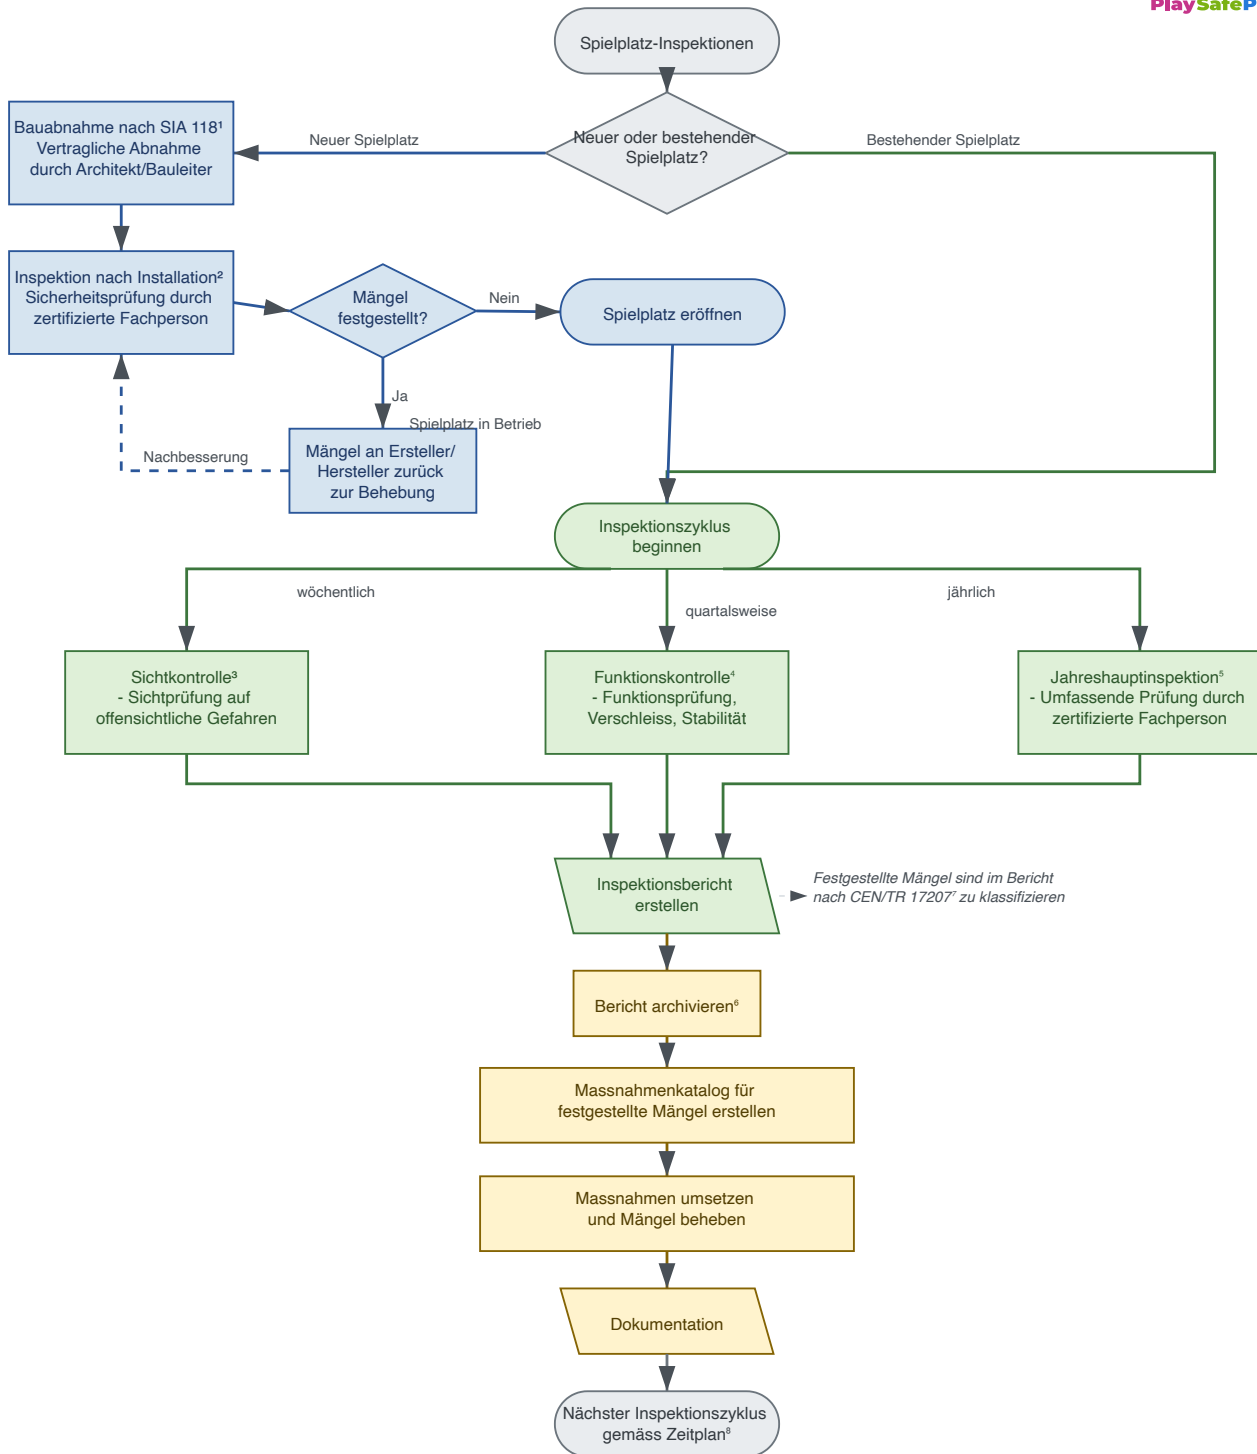 PlaySafeP
Spielplatz-Inspektionen
Neuer oder bestehender
Spielplatz?
Neuer Spielplatz
Bestehender Spielplatz
Bauabnahme nach SIA 118¹
Vertragliche Abnahme
durch Architekt/Bauleiter
Inspektion nach Installation²
Sicherheitsprüfung durch
zertifizierte Fachperson
Mängel
festgestellt?
Nein
Spielplatz eröffnen
Ja
Spielplatz in Betrieb
Mängel an Ersteller/
Hersteller zurück
zur Behebung
Nachbesserung
Inspektionszyklus
beginnen
wöchentlich
quartalsweise
jährlich
Sichtkontrolle³
- Sichtprüfung auf
offensichtliche Gefahren
Funktionskontrolle⁴
- Funktionsprüfung,
Verschleiss, Stabilität
Jahreshauptinspektion⁵
- Umfassende Prüfung durch
zertifizierte Fachperson
Inspektionsbericht
erstellen
Festgestellte Mängel sind im Bericht
nach CEN/TR 17207⁷ zu klassifizieren
Bericht archivieren⁶
Massnahmenkatalog für
festgestellte Mängel erstellen
Massnahmen umsetzen
und Mängel beheben
Dokumentation
Nächster Inspektionszyklus
gemäss Zeitplan⁸